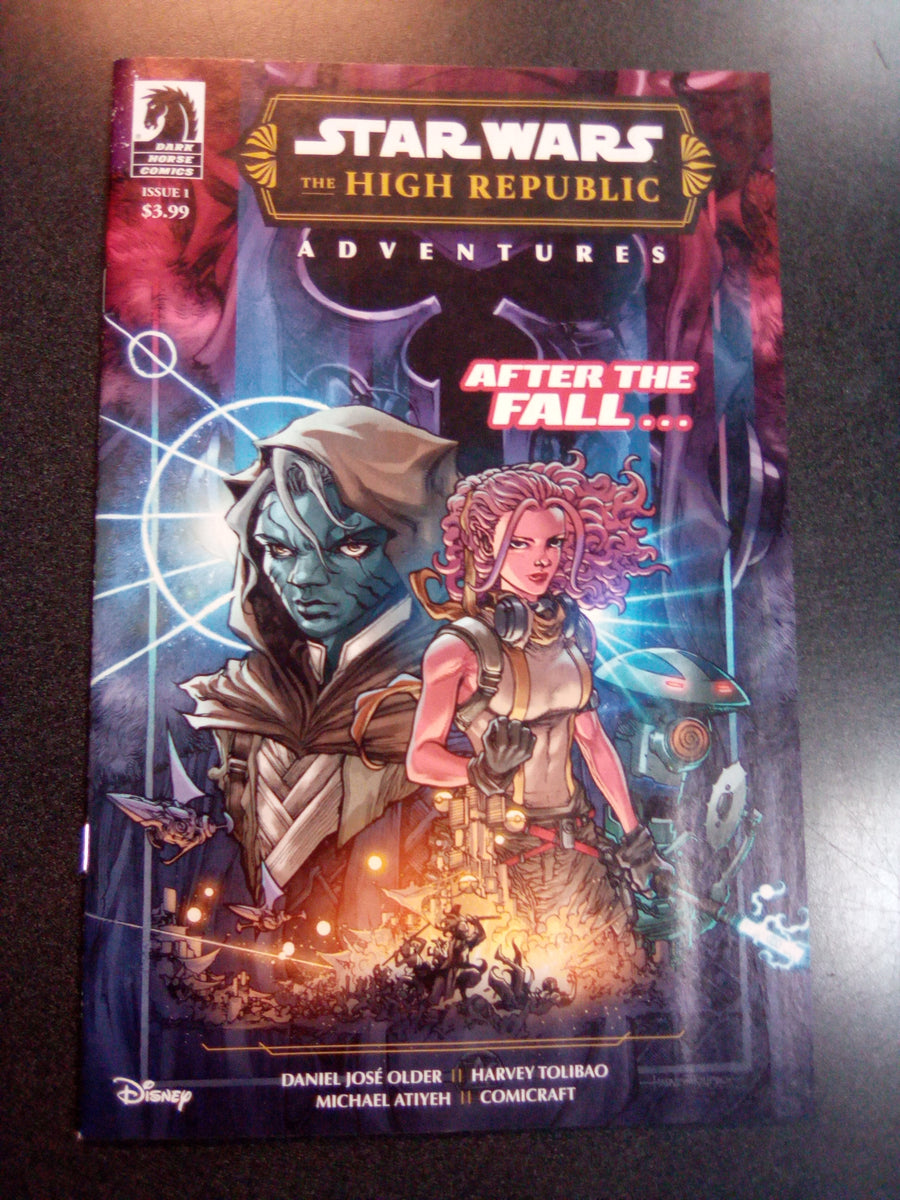 DARK
HORSE
COMICS
ISSUE 1
$3.99
STAR WARS
THE HIGH REPUBLIC
ADVENTURES
AFTER THE
FALL...
DANIEL JOSÉ OLDER || HARVEY TOLIBAO
MICHAEL ATIYEH || COMICRAFT
Disney